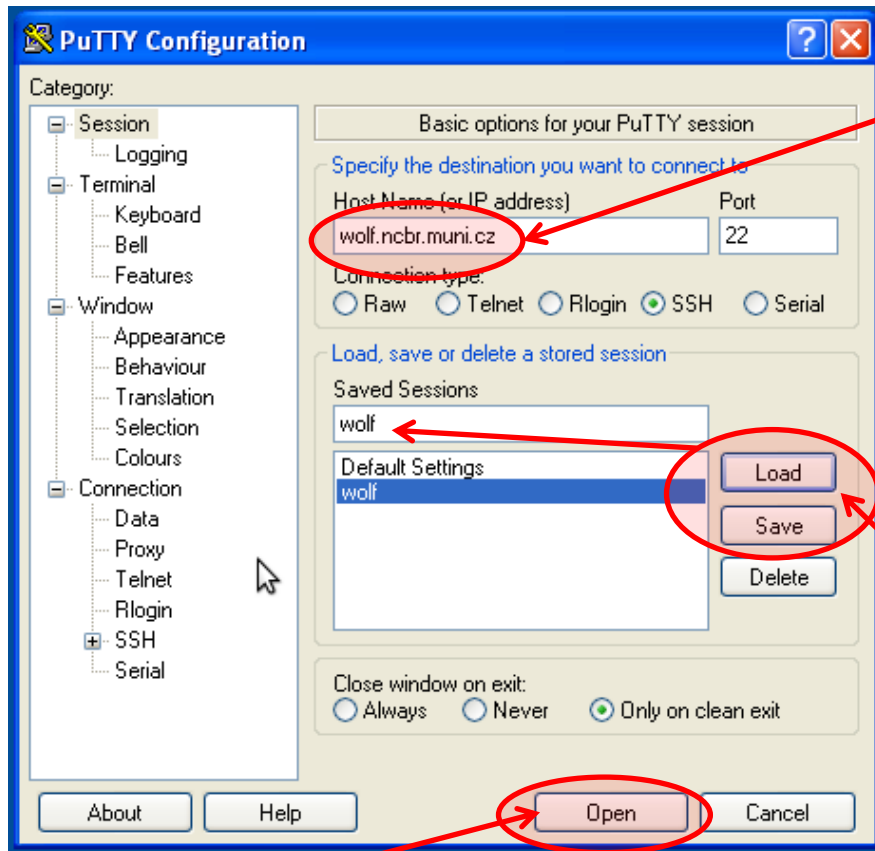 PuTTY Configuration
Category:
Session
Logging
Terminal
Keyboard
Bell
Features
Window
Appearance
Behaviour
Translation
Selection
Colours
Connection
Data
Proxy
Telnet
Rlogin
SSH
Serial
Basic options for your PuTTY session
Specify the destination you want to connect to
Host Name (or IP address) Port
wolf.ncbr.muni.cz 22
Connection type:
Raw Telnet Rlogin SSH Serial
Load, save or delete a stored session
Saved Sessions
wolf
Default Settings
wolf
Load
Save
Delete
Close window on exit:
Always Never Only on clean exit
About Help Open Cancel